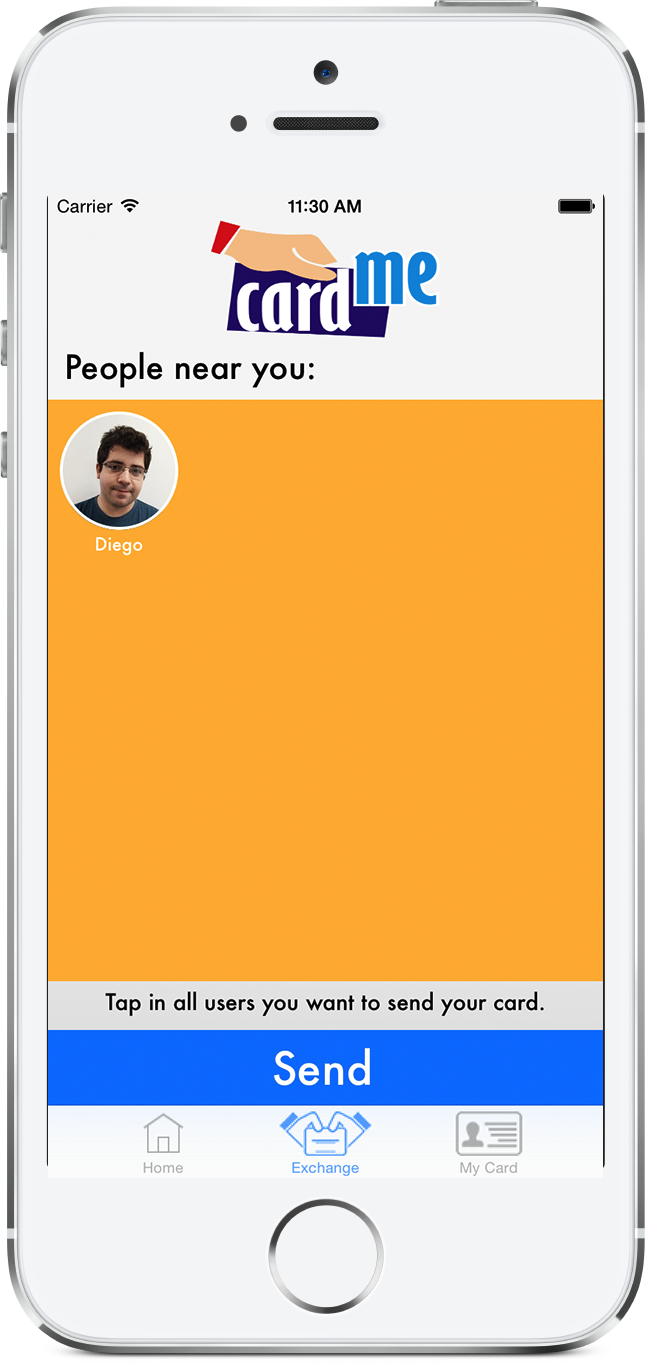 Carrier 11:30 AM
card me
People near you:
Diego
Tap in all users you want to send your card.
Send
Home Exchange My Card